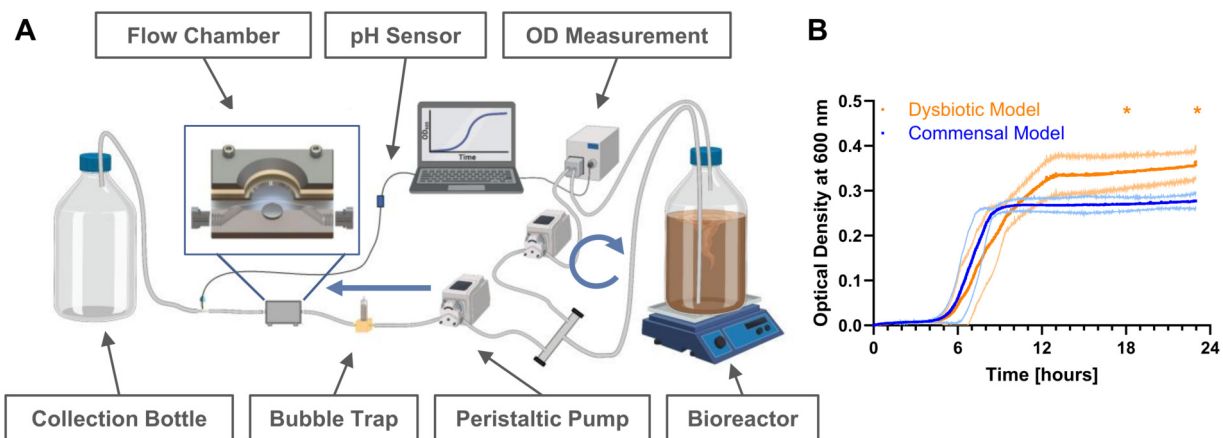 A
Flow Chamber
pH Sensor
OD Measurement
OD600
Time
Collection Bottle
Bubble Trap
Peristaltic Pump
Bioreactor
B
Optical Density at 600 nm
0.5
0.4
0.3
0.2
0.1
0.0
Dysbiotic Model
Commensal Model
* *
0 6 12 18 24
Time [hours]